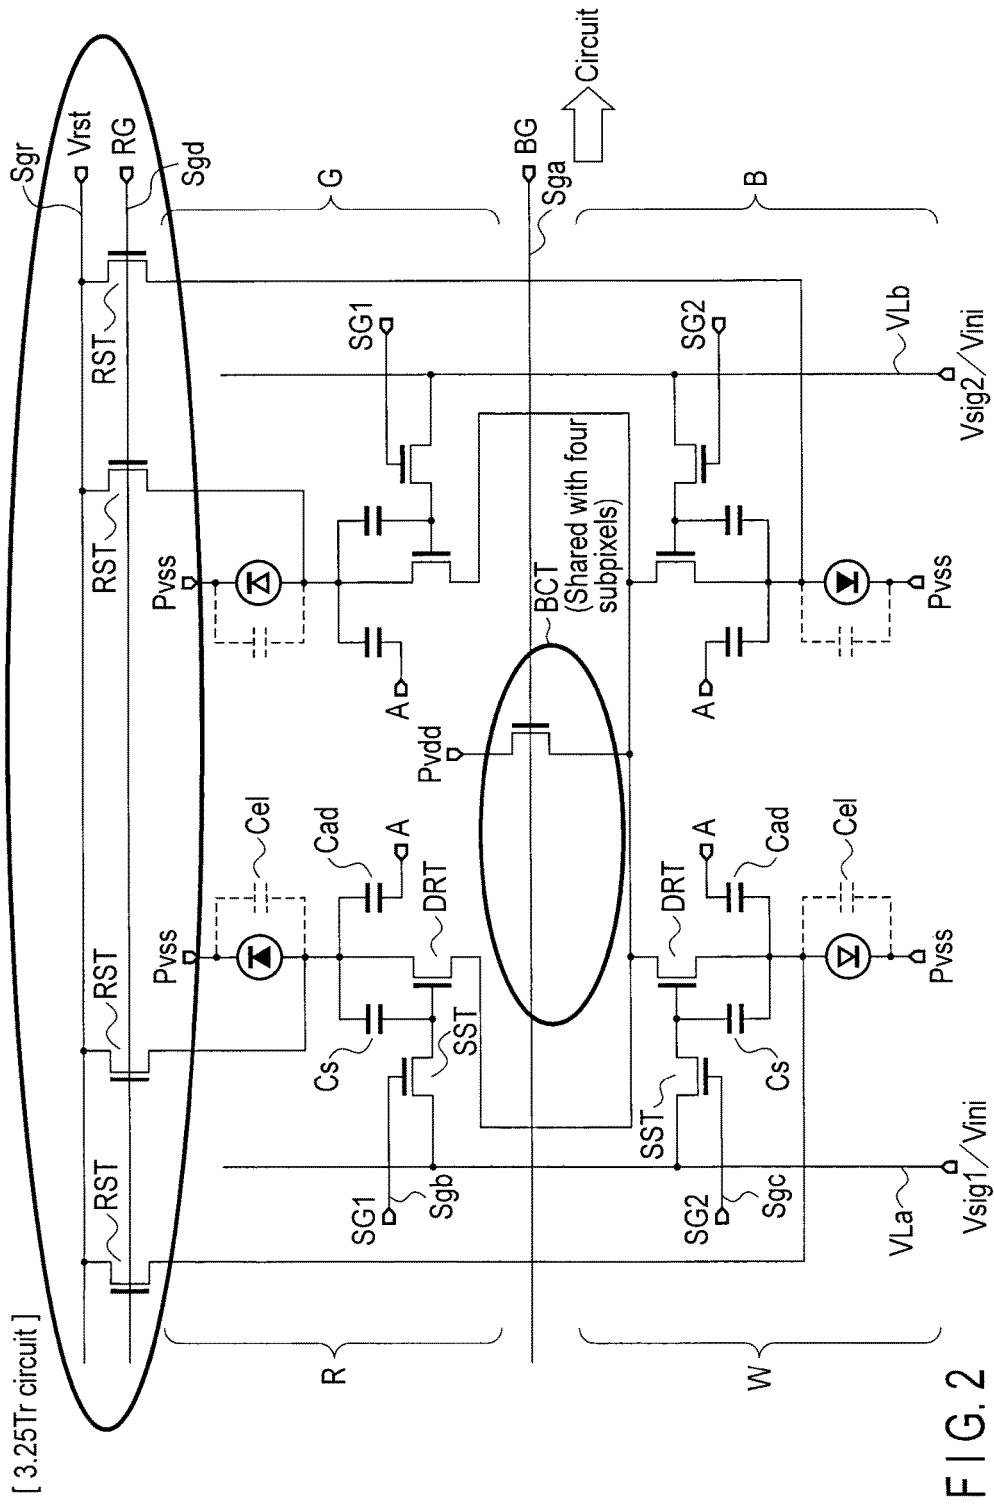 [ 3.25Tr circuit ]
Sgr
Vrst
RG
Sgd
RST
RST
RST
RST
R
G
Pvss
Pvss
Cel
Cad
A
A
Cs
DRT
SST
SG1
Sgb
SG1
Pvdd
BCT
(Shared with four
subpixels)
BG
Sga
Circuit
SG2
Sgc
SST
DRT
A
Cad
Cel
Cs
Pvss
A
SG2
Pvss
W
B
VLa
Vsig1/Vini
VLb
Vsig2/Vini
FIG. 2